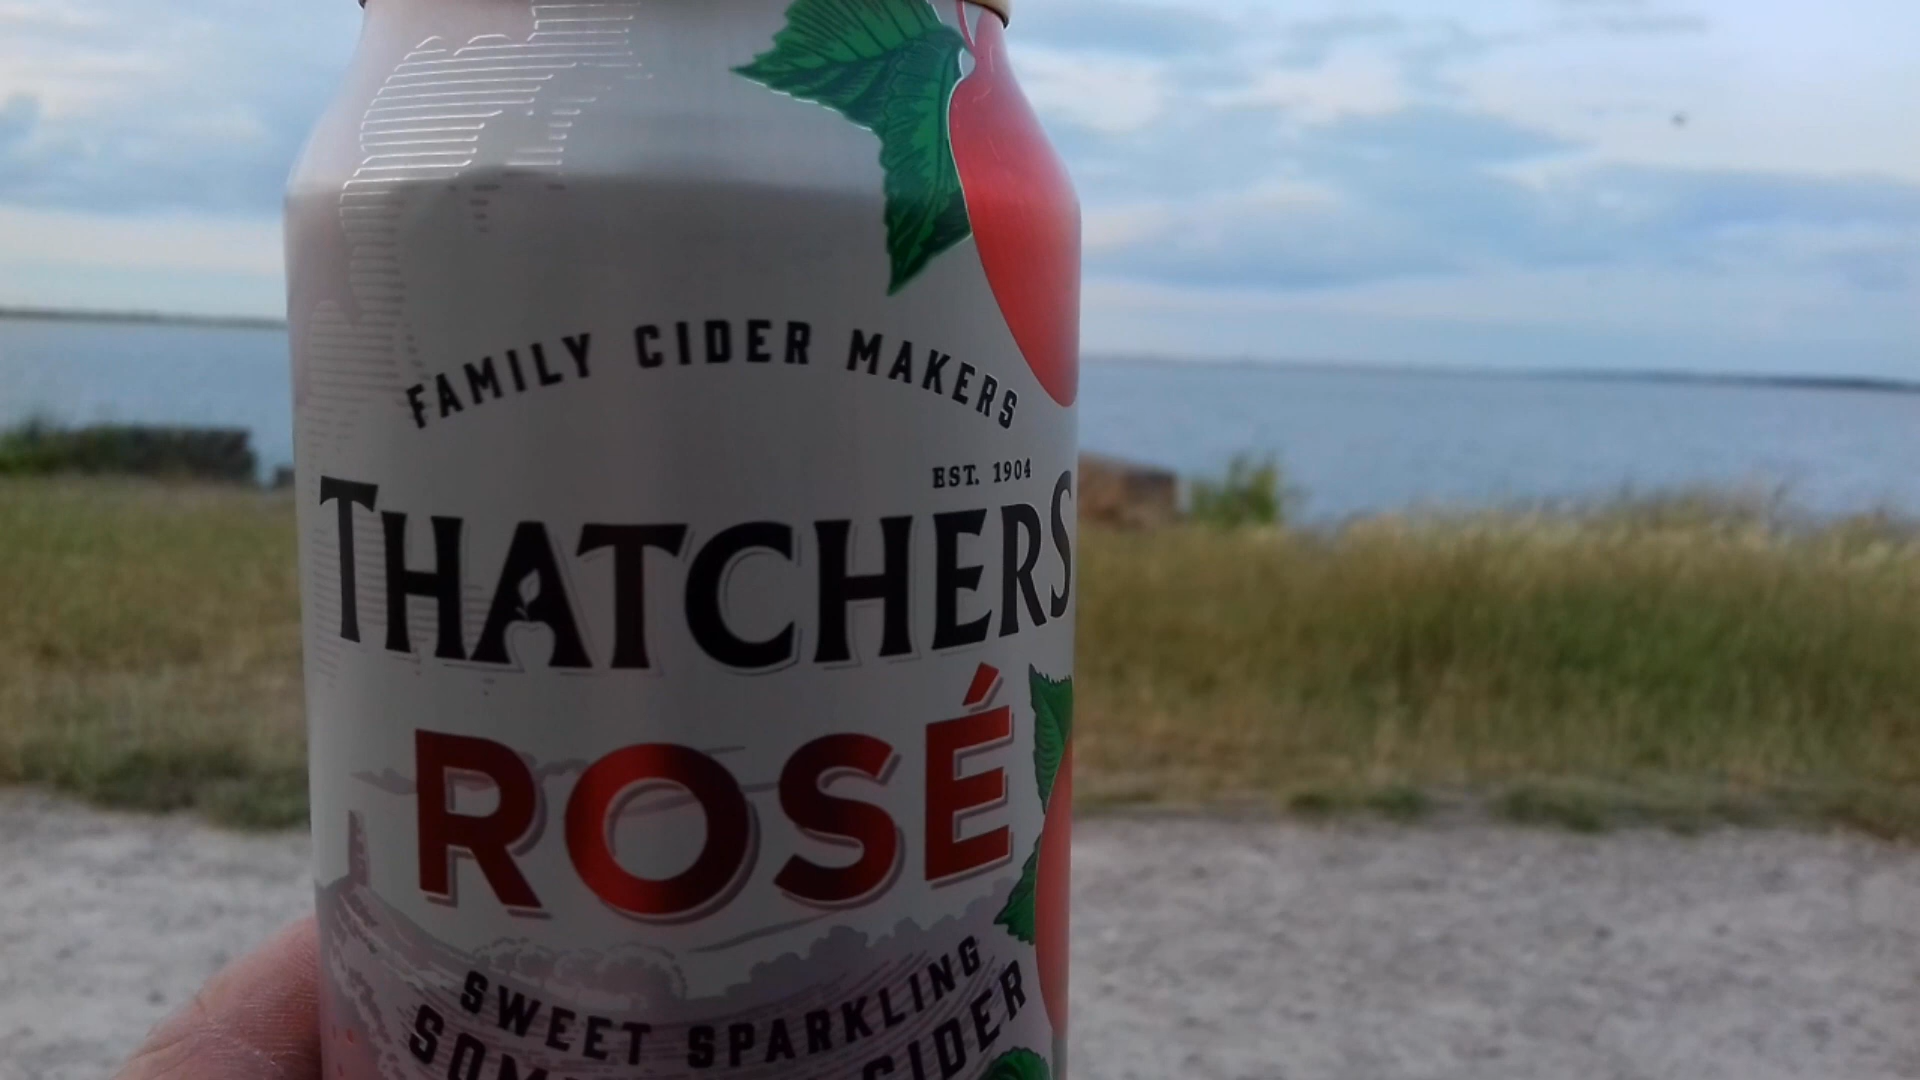 FAMILY CIDER MAKERS
EST. 1904
THATCHERS
ROSÉ
SWEET SPARKLING
CIDER